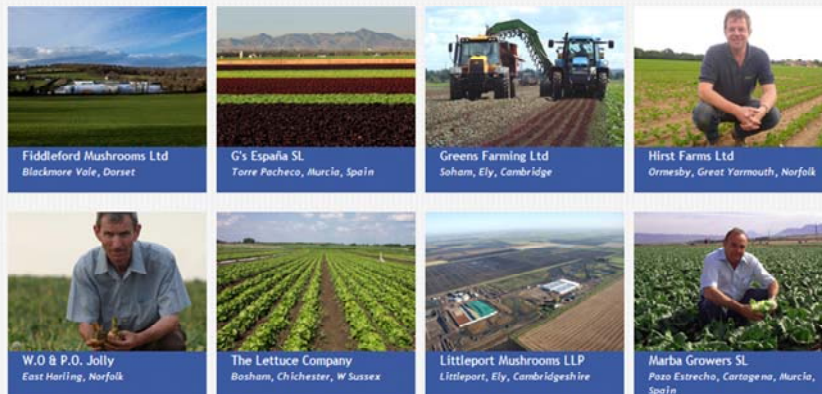 Fiddleford Mushrooms Ltd
Blackmore Vale, Dorset
G's España SL
Torre Pacheco, Murcia, Spain
Greens Farming Ltd
Soham, Ely, Cambridge
Hirst Farms Ltd
Ormesby, Great Yarmouth, Norfolk
W.O & P.O. Jolly
East Harling, Norfolk
The Lettuce Company
Bosham, Chichester, W Sussex
Littleport Mushrooms LLP
Littleport, Ely, Cambridgeshire
Marba Growers SL
Pozo Estrecho, Cartagena, Murcia,
Spain